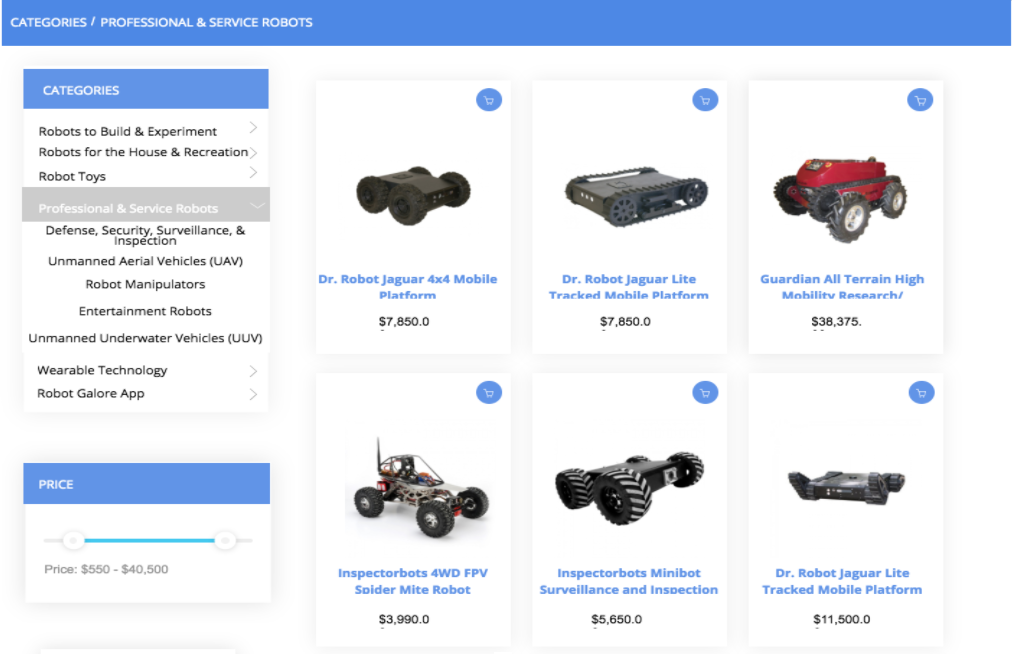 CATEGORIES / PROFESSIONAL & SERVICE ROBOTS
CATEGORIES
Robots to Build & Experiment
Robots for the House & Recreation
Robot Toys
Professional & Service Robots
Defense, Security, Surveillance, &
Inspection
Unmanned Aerial Vehicles (UAV)
Robot Manipulators
Entertainment Robots
Unmanned Underwater Vehicles (UUV)
Wearable Technology
Robot Galore App
PRICE
Price: $550 - $40,500
Dr. Robot Jaguar 4x4 Mobile
Platform
$7,850.0
Dr. Robot Jaguar Lite
Tracked Mobile Platform
$7,850.0
Guardian All Terrain High
Mobility Research/
$38,375.
Inspectorbots 4WD FPV
Spider Mite Robot
$3,990.0
Inspectorbots Minibot
Surveillance and Inspection
$5,650.0
Dr. Robot Jaguar Lite
Tracked Mobile Platform
$11,500.0